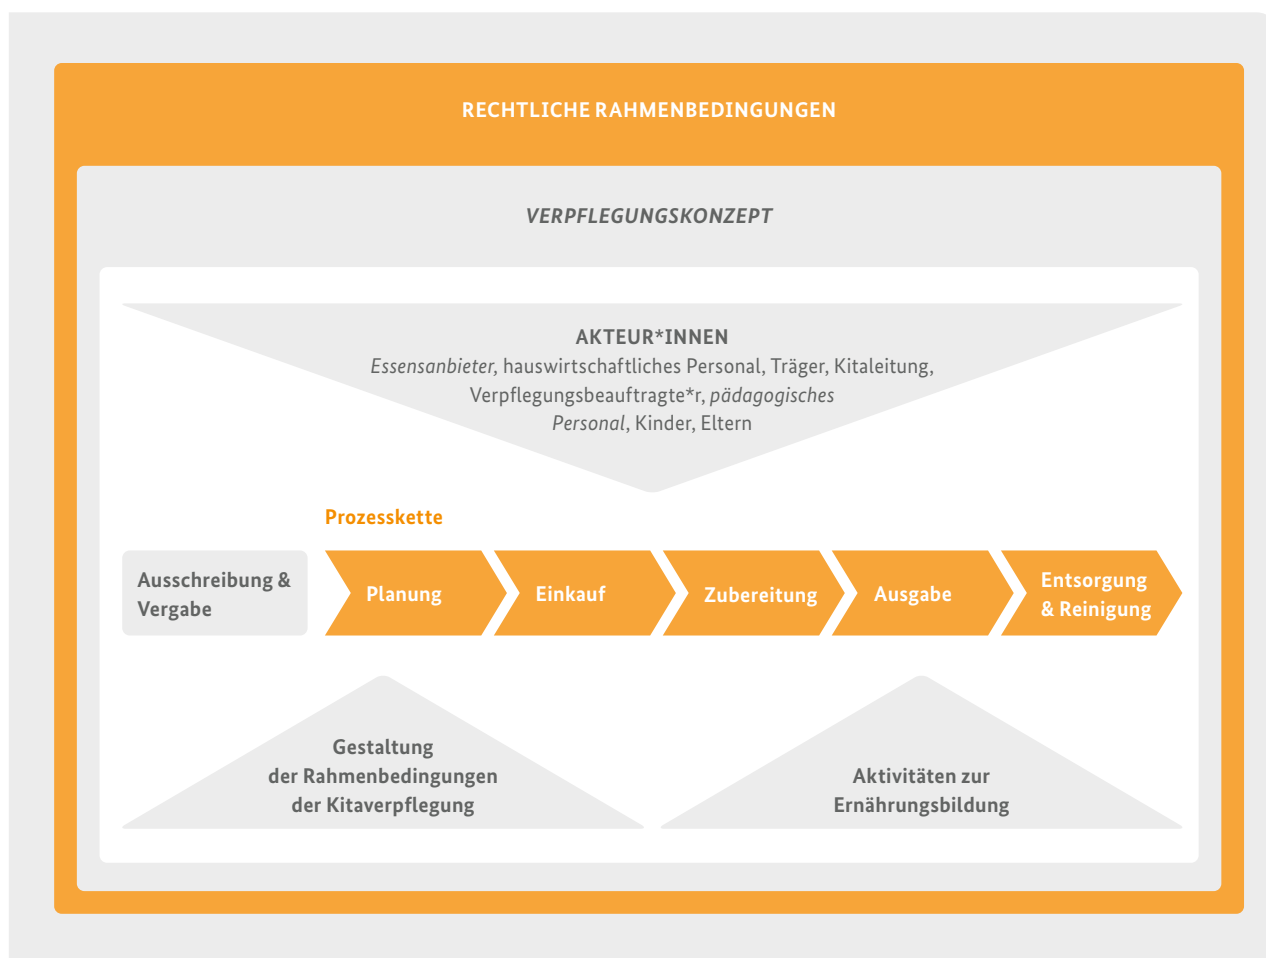 RECHTLICHE RAHMENBEDINGUNGEN
VERPFLEGUNGSKONZEPT
AKTEUR*INNEN
Essensanbieter, hauswirtschaftliches Personal, Träger, Kitaleitung,
Verpflegungsbeauftragte*r, pädagogisches
Personal, Kinder, Eltern
Prozesskette
Ausschreibung &
Vergabe
Planung
Einkauf
Zubereitung
Ausgabe
Entsorgung
& Reinigung
Gestaltung
der Rahmenbedingungen
der Kitaverpflegung
Aktivitäten zur
Ernährungsbildung